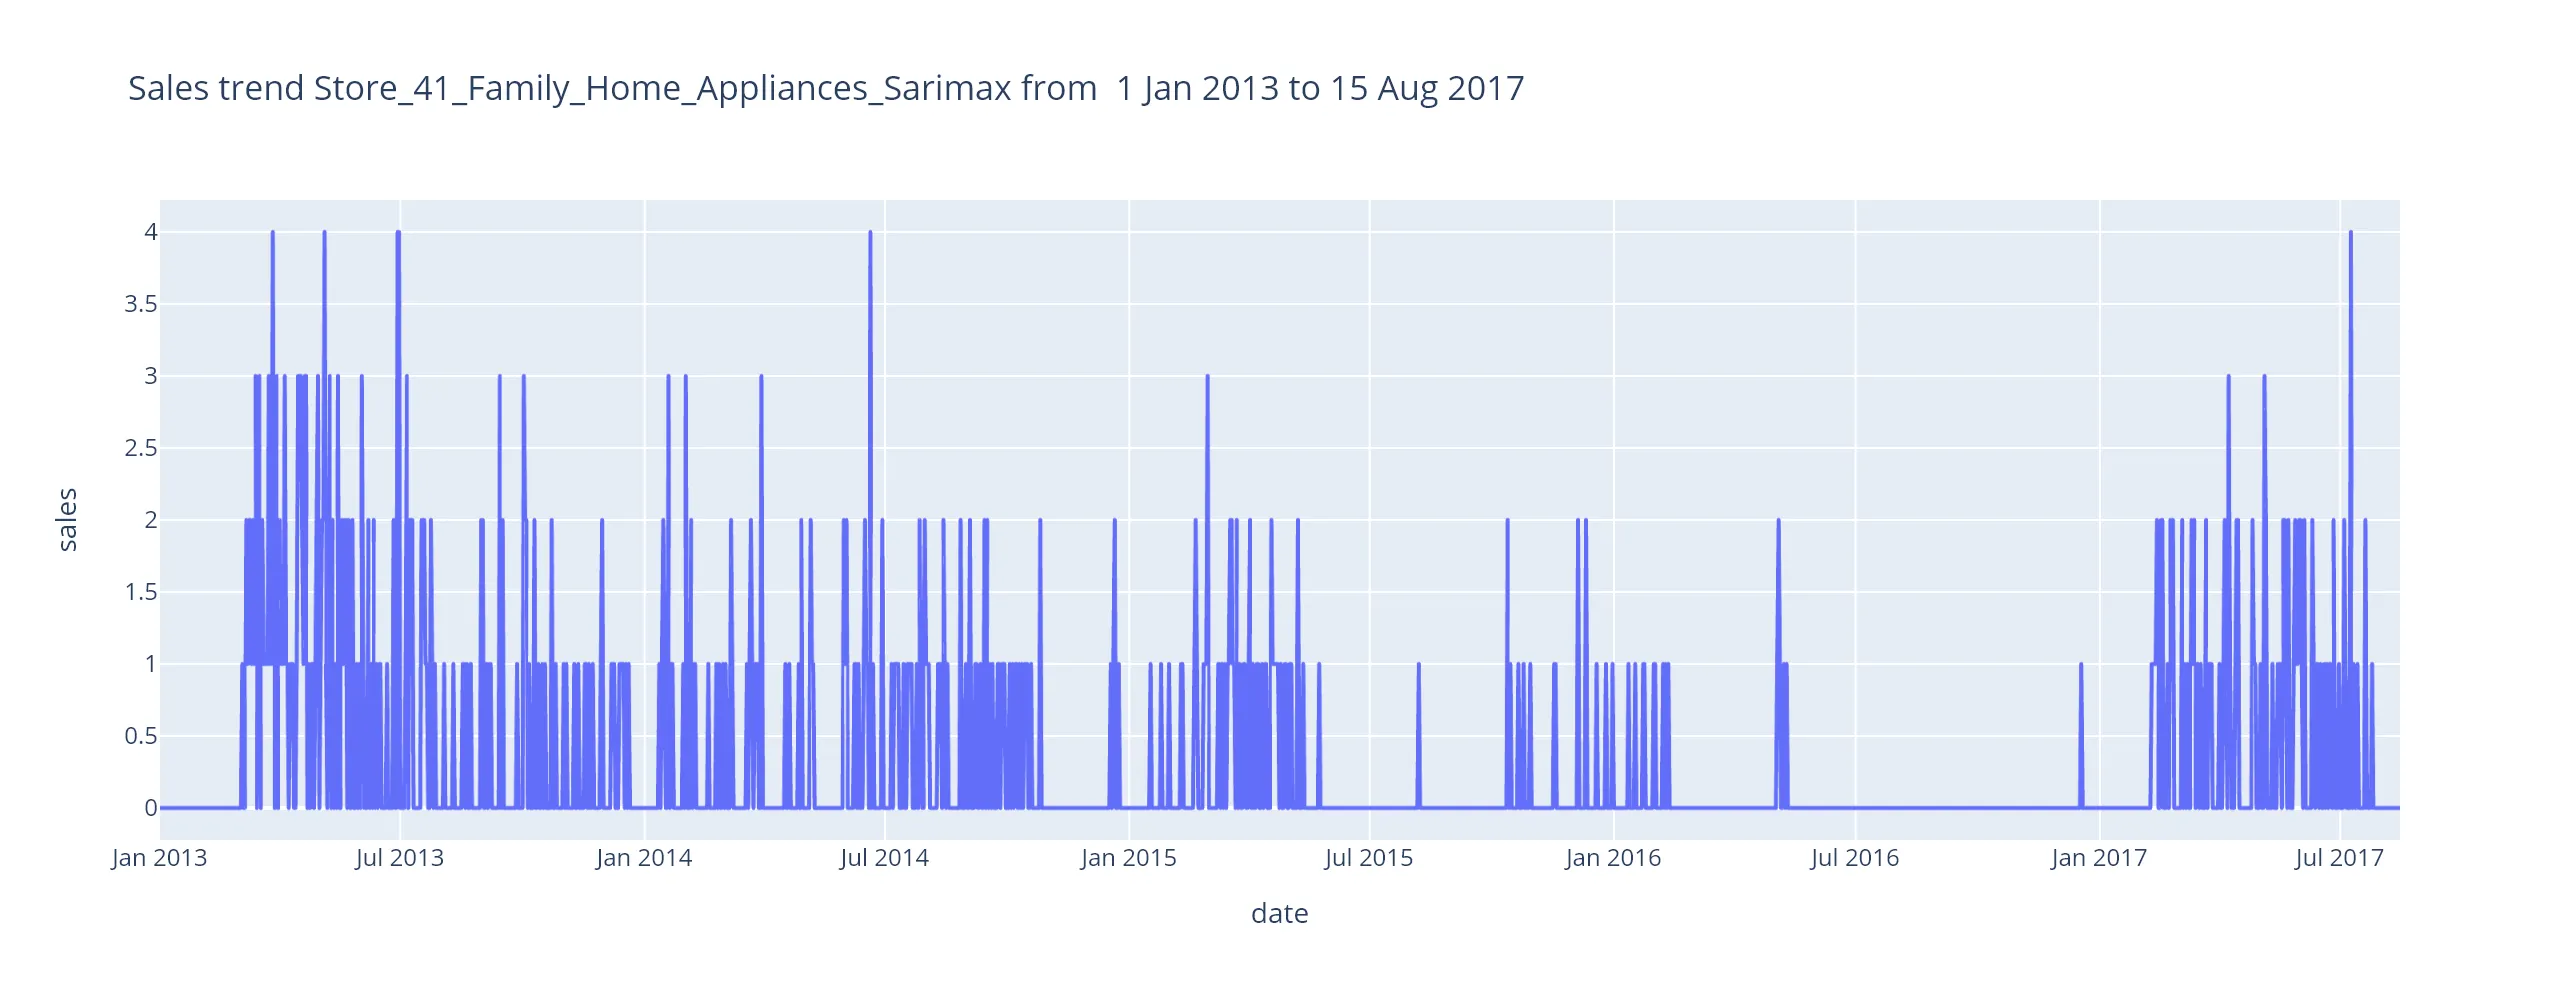 Sales trend Store_41_Family_Home_Appliances_Sarimax from  1 Jan 2013 to 15 Aug 2017
4
3.5
3
2.5
2
1.5
1
0.5
0
sales
Jan 2013 Jul 2013 Jan 2014 Jul 2014 Jan 2015 Jul 2015 Jan 2016 Jul 2016 Jan 2017 Jul 2017
date